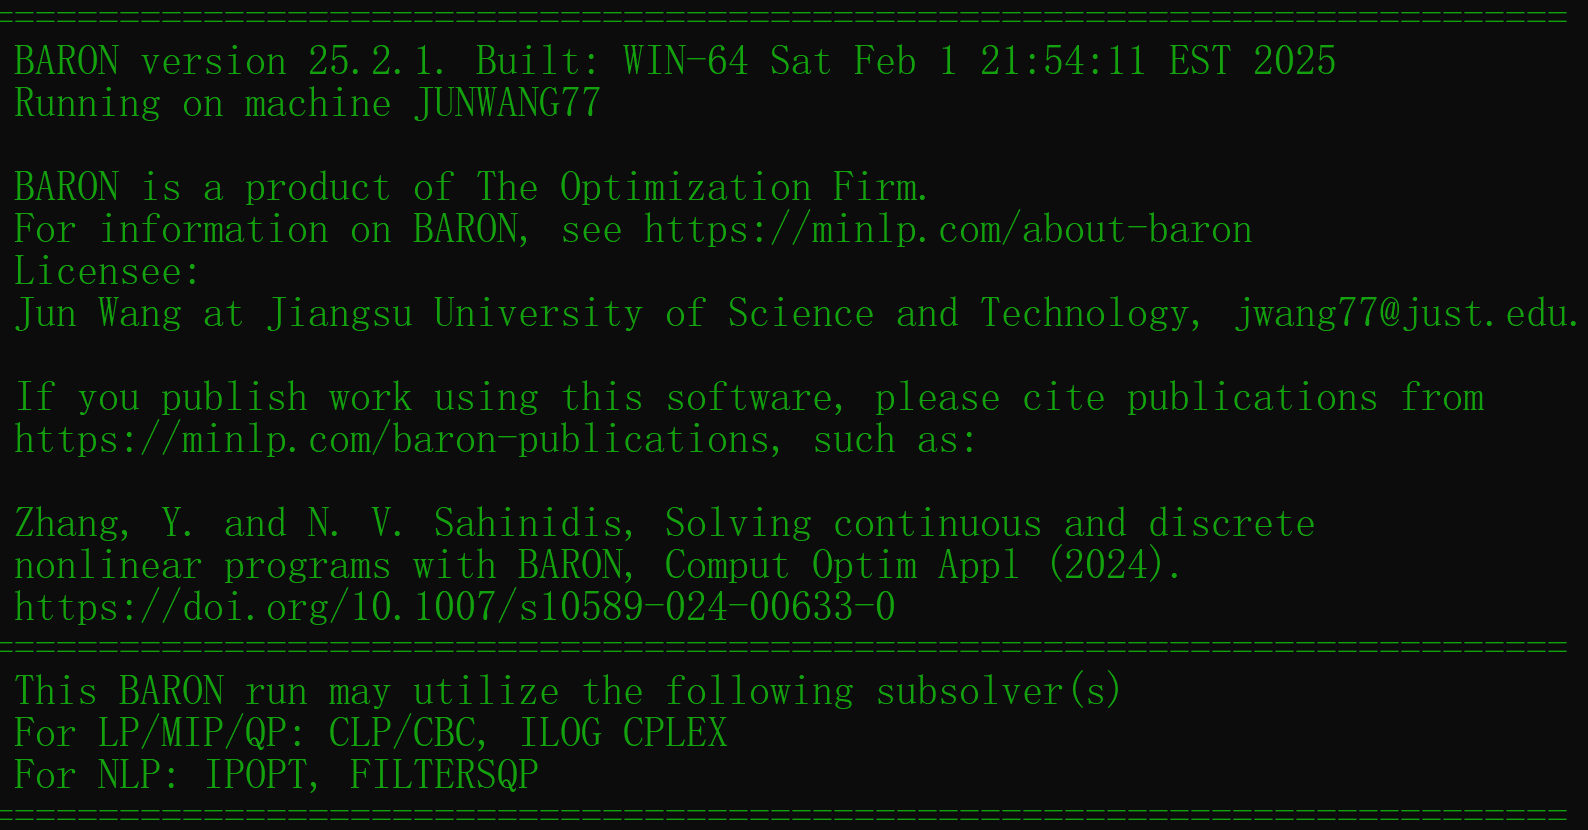 ===========================================================================
BARON version 25.2.1. Built: WIN-64 Sat Feb 1 21:54:11 EST 2025
Running on machine JUNWANG77
BARON is a product of The Optimization Firm.
For information on BARON, see https://minlp.com/about-baron
Licensee:
Jun Wang at Jiangsu University of Science and Technology, jwang77@just.edu.
If you publish work using this software, please cite publications from
https://minlp.com/baron-publications, such as:
Zhang, Y. and N. V. Sahinidis, Solving continuous and discrete
nonlinear programs with BARON, Comput Optim Appl (2024).
https://doi.org/10.1007/s10589-024-00633-0
===========================================================================
This BARON run may utilize the following subsolver(s)
For LP/MIP/QP: CLP/CBC, ILOG CPLEX
For NLP: IPOPT, FILTERSQP
===========================================================================